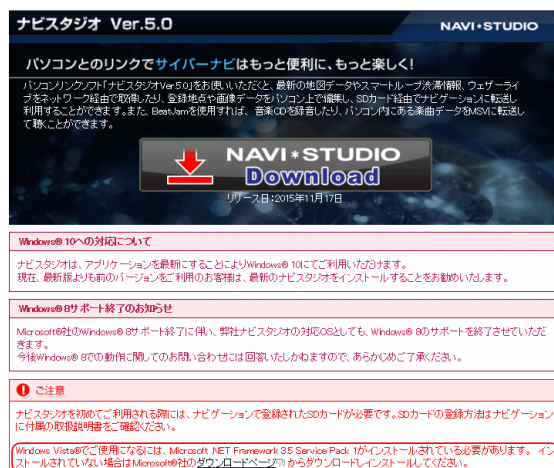 ナビスタジオ Ver.5.0
NAVI*STUDIO
パソコンとのリンクでサイバーナビはもっと便利に、もっと楽しく!
パソコンリンクソフト「ナビスタジオVer.5.0」をお使いいただくと、最新の地図データやスマートループ渋滞情報、ウェザーライ
ブをネットワーク経由で取得したり、登録地点や画像データをパソコン上で編集し、SDカード経由でナビゲーションに転送し
利用することができます。また、BeatJamを使用すれば、音楽CDを録音したり、パソコン内にある楽曲データをMSVに転送し
て聴くことができます。
NAVI*STUDIO
Download
リリース日:2015年11月17日
Windows® 10への対応について
ナビスタジオは、アプリケーションを最新にすることによりWindows® 10にてご利用いただけます。
現在、最新版よりも前のバージョンをご利用のお客様は、最新のナビスタジオをインストールすることをお勧めいたします。
Windows® 8サポート終了のお知らせ
Microsoft®社のWindows® 8サポート終了に伴い、弊社ナビスタジオの対応OSとしても、Windows® 8のサポートを終了させていただ
きます。
今後Windows® 8での動作に関してのお問い合わせには回答いたしかねますので、あらかじめご了承ください。
ご注意
ナビスタジオを初めてご利用される際には、ナビゲーションで登録されたSDカードが必要です。SDカードの登録方法はナビゲーション
に付属の取扱説明書をご確認ください。
Windows Vista®でご使用になるには、Microsoft .NET Framework 3.5 Service Pack 1がインストールされている必要があります。 イン
ストールされていない場合はMicrosoft®社のダウンロードページからダウンロードしインストールしてください。